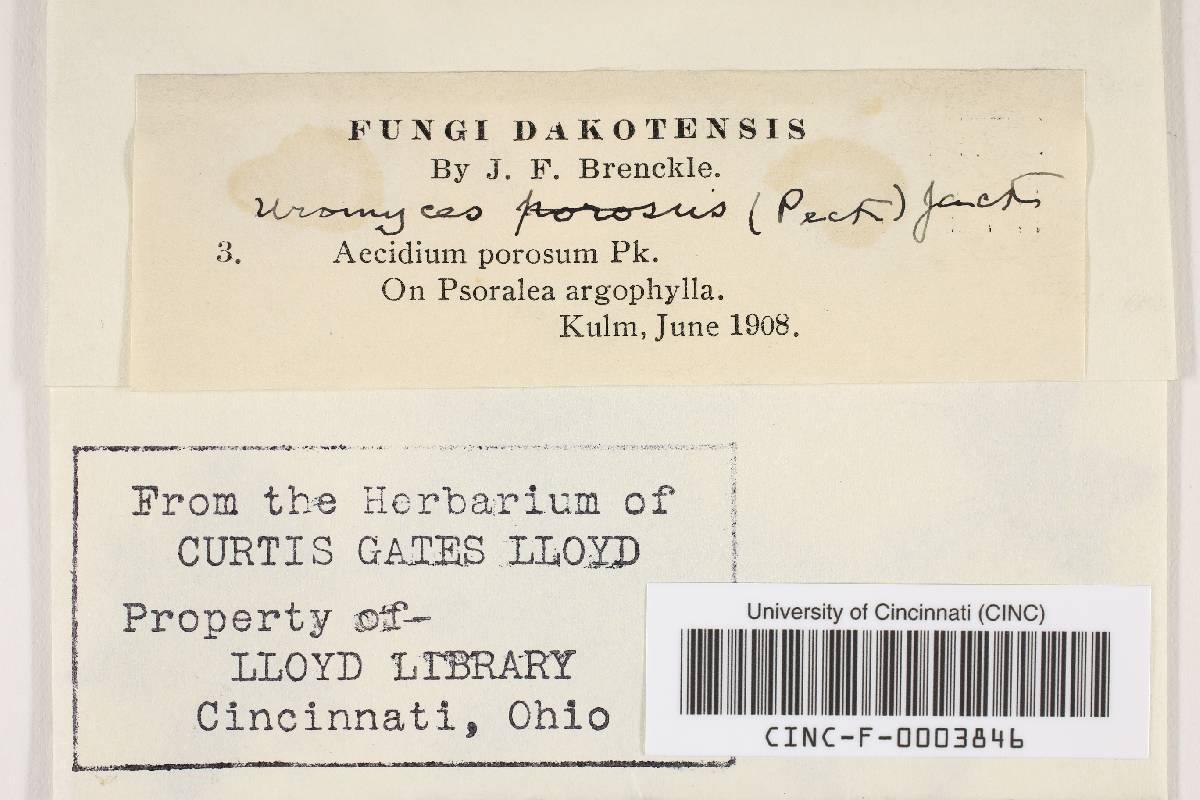 FUNGI DAKOTENSIS
By J. F. Brenckle.
Uromyces porosus (Peck)
3. Aecidium porosum Pk.
On Psoralea argophylla.
Kulm, June 1908.
From the Herbarium of
CURTIS GATES LLOYD
Property of-
LLOYD LIBRARY
Cincinnati, Ohio
University of Cincinnati (CINC)
CINC-F-0003846